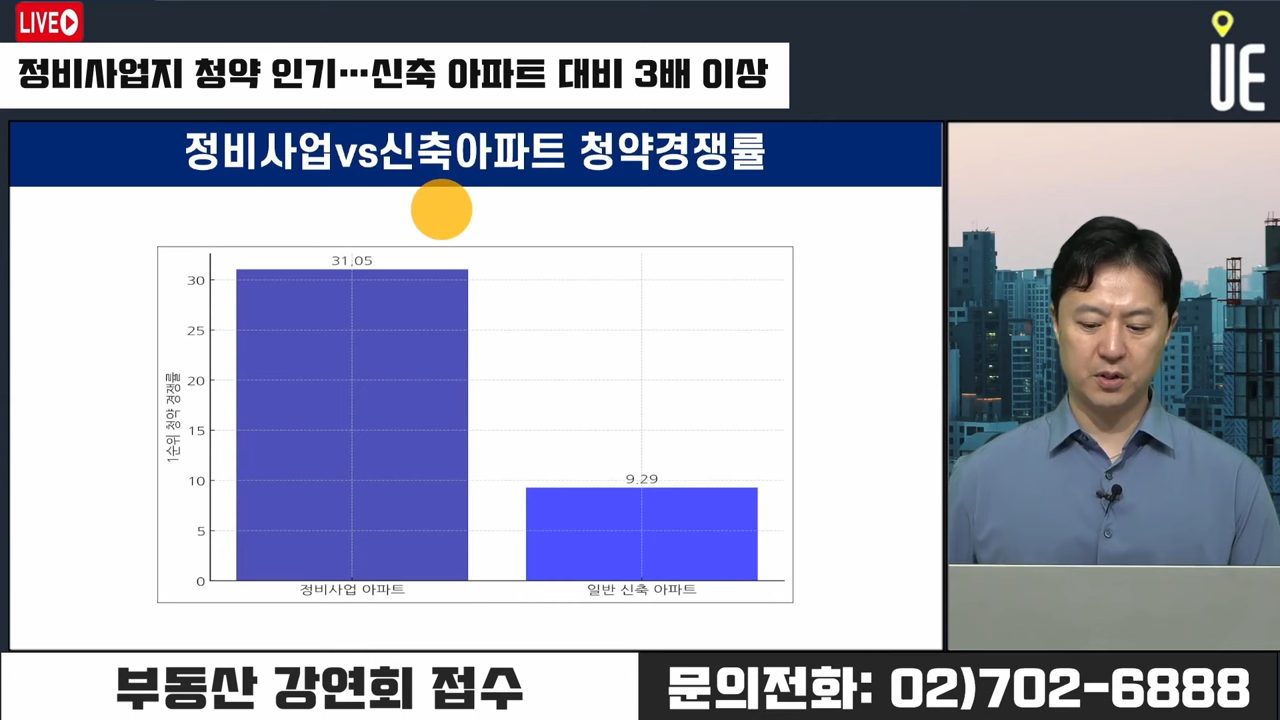 LIVE
정비사업지 청약 인기…신축 아파트 대비 3배 이상
UE
정비사업vs신축아파트 청약경쟁률
31.05
9.29
30
25
20
15
10
5
0
1순위 청약 경쟁률
정비사업 아파트
일반 신축 아파트
부동산 강연회 접수
문의전화: 02)702-6888